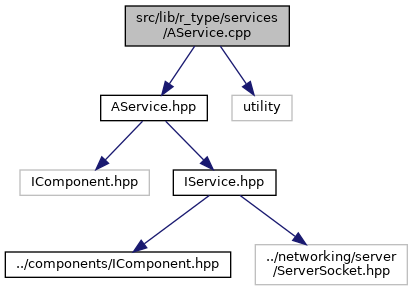 src/lib/r_type/services
/AService.cpp
AService.hpp
utility
IComponent.hpp
IService.hpp
../components/IComponent.hpp
../networking/server
/ServerSocket.hpp